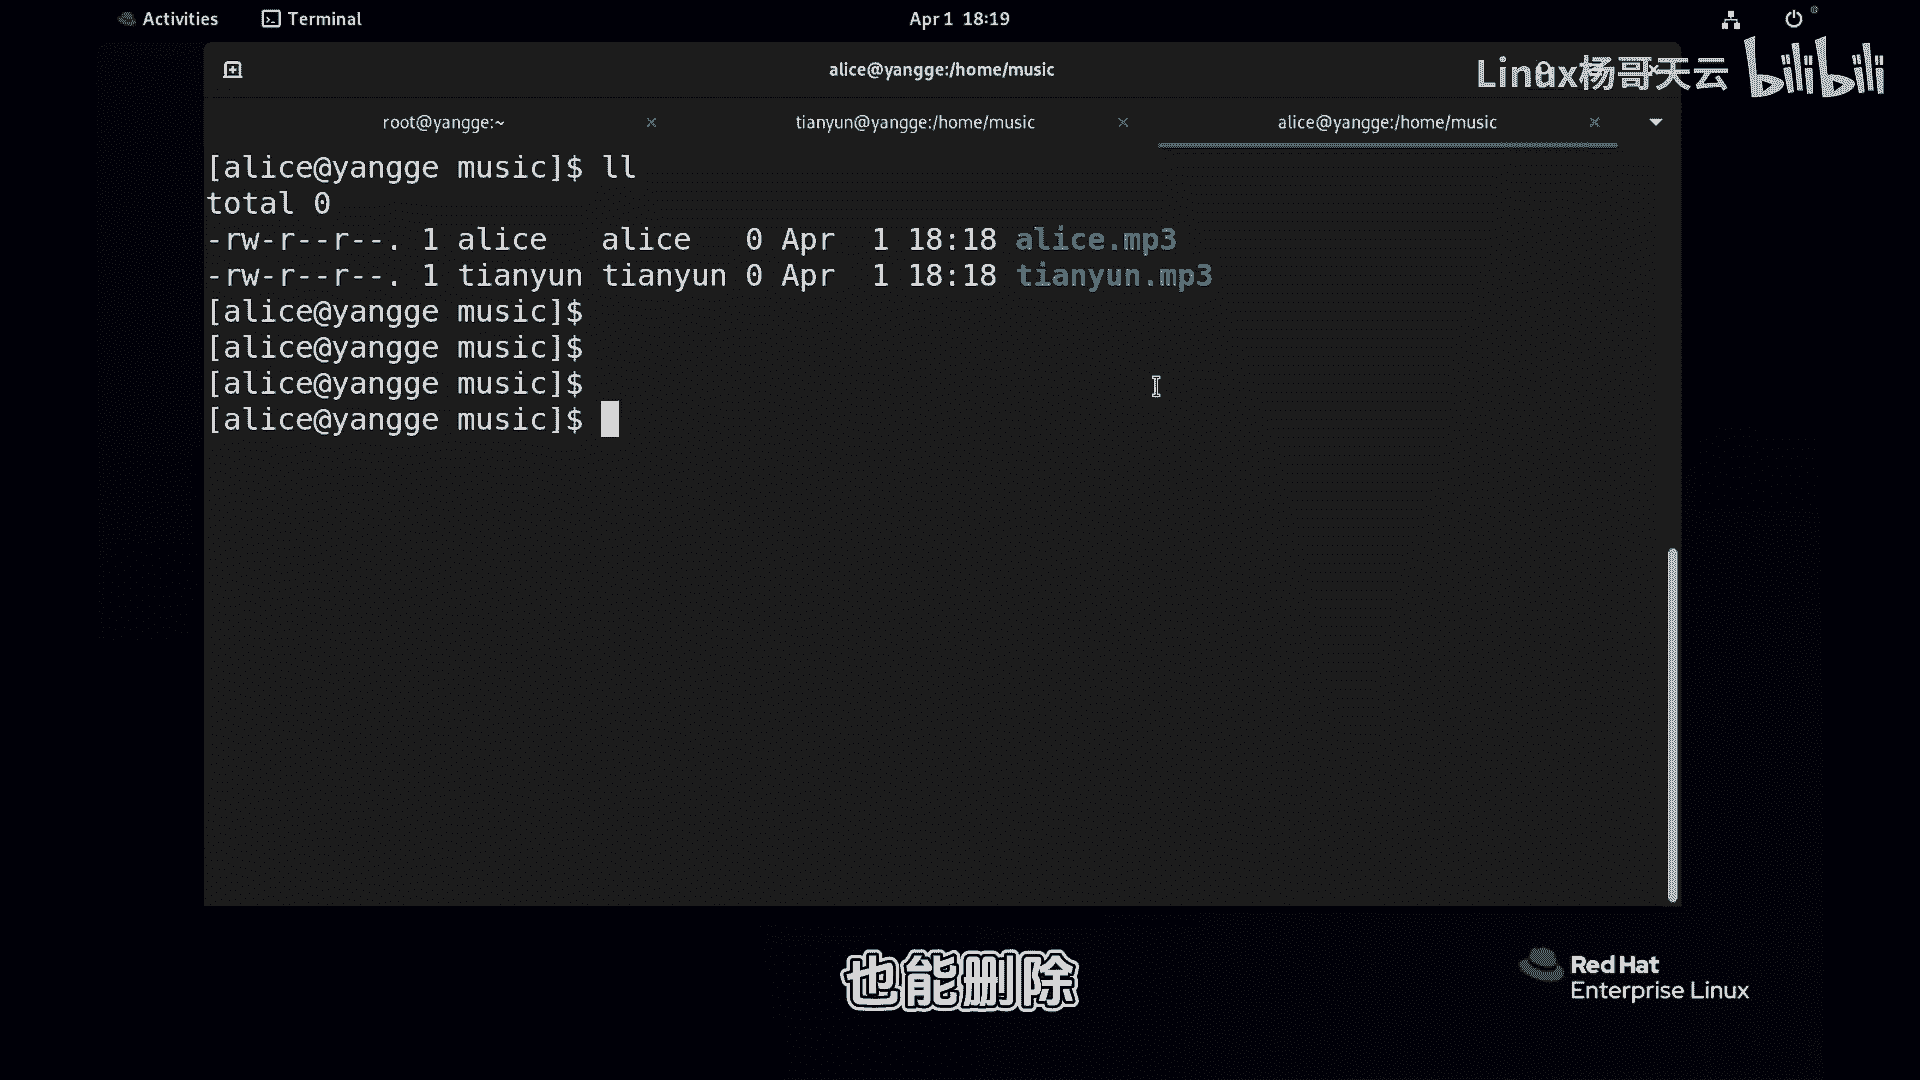 Activities Terminal Apr 1 18:19
alice@yangge:/home/music
Linux杨哥天云 bilibili
root@yangge:~ × tianyun@yangge:/home/music × alice@yangge:/home/music ×
[alice@yangge music]$ ll
total 0
-rw-r--r--. 1 alice   alice   0 Apr  1 18:18 alice.mp3
-rw-r--r--. 1 tianyun tianyun 0 Apr  1 18:18 tianyun.mp3
[alice@yangge music]$
[alice@yangge music]$
[alice@yangge music]$
[alice@yangge music]$
也能删除
Red Hat
Enterprise Linux